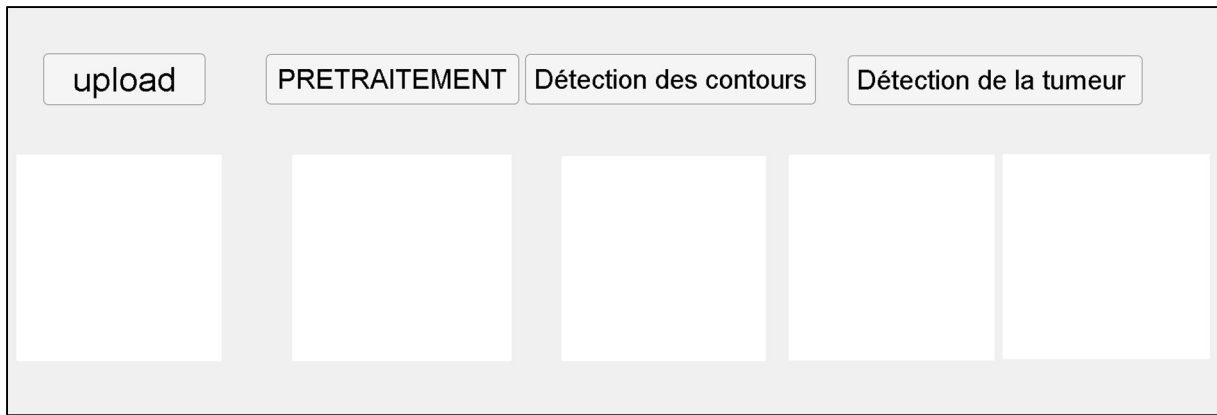 upload
PRETRAITEMENT
Détection des contours
Détection de la tumeur